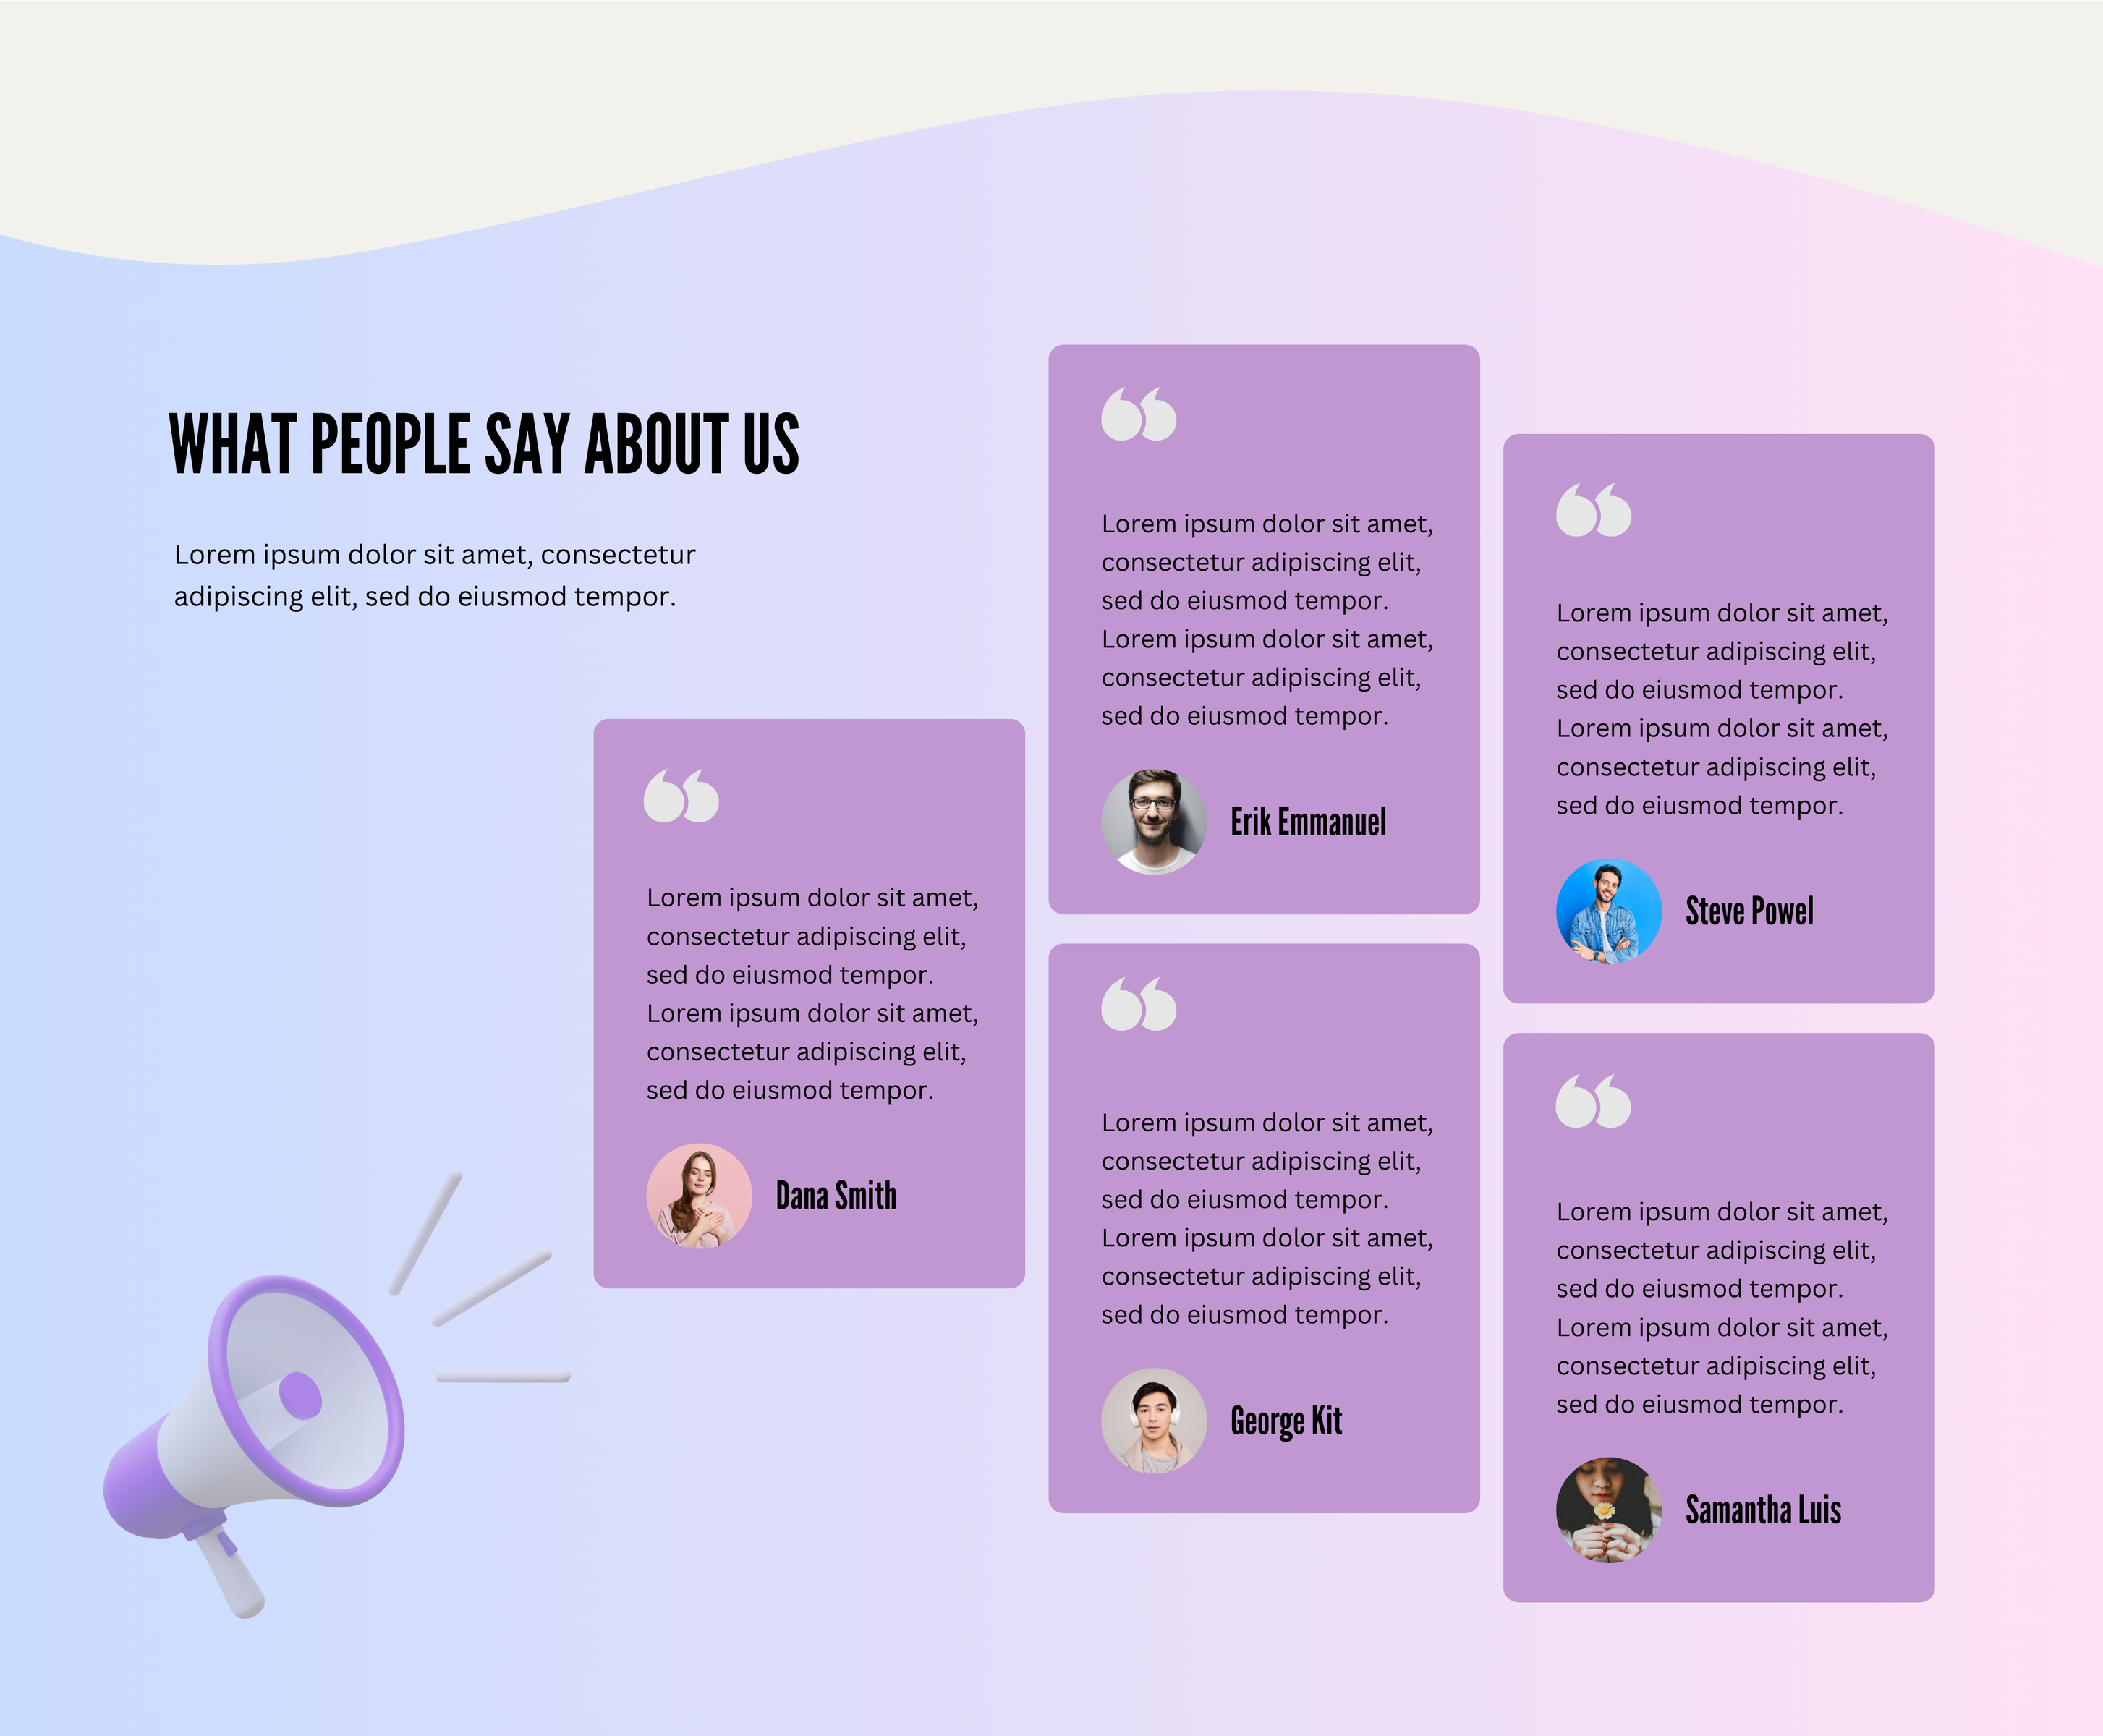 WHAT PEOPLE SAY ABOUT US
Lorem ipsum dolor sit amet, consectetur
adipiscing elit, sed do eiusmod tempor.
Lorem ipsum dolor sit amet,
consectetur adipiscing elit,
sed do eiusmod tempor.
Lorem ipsum dolor sit amet,
consectetur adipiscing elit,
sed do eiusmod tempor.
Dana Smith
Lorem ipsum dolor sit amet,
consectetur adipiscing elit,
sed do eiusmod tempor.
Lorem ipsum dolor sit amet,
consectetur adipiscing elit,
sed do eiusmod tempor.
Erik Emmanuel
Lorem ipsum dolor sit amet,
consectetur adipiscing elit,
sed do eiusmod tempor.
Lorem ipsum dolor sit amet,
consectetur adipiscing elit,
sed do eiusmod tempor.
George Kit
Lorem ipsum dolor sit amet,
consectetur adipiscing elit,
sed do eiusmod tempor.
Lorem ipsum dolor sit amet,
consectetur adipiscing elit,
sed do eiusmod tempor.
Steve Powel
Lorem ipsum dolor sit amet,
consectetur adipiscing elit,
sed do eiusmod tempor.
Lorem ipsum dolor sit amet,
consectetur adipiscing elit,
sed do eiusmod tempor.
Samantha Luis